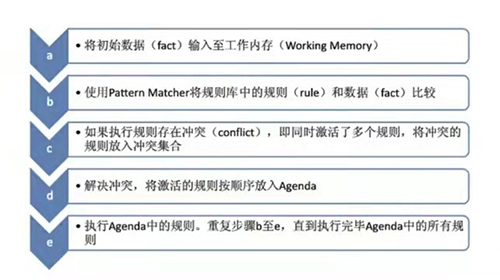 a
• 将初始数据（fact）输入至工作内存（Working Memory）
b
• 使用Pattern Matcher将规则库中的规则（rule）和数据（fact）比较
c
• 如果执行规则存在冲突（conflict），即同时激活了多个规则，将冲突的
规则放入冲突集合
d
• 解决冲突，将激活的规则按顺序放入Agenda
e
• 执行Agenda中的规则。重复步骤b至e，直到执行完毕Agenda中的所有规
则